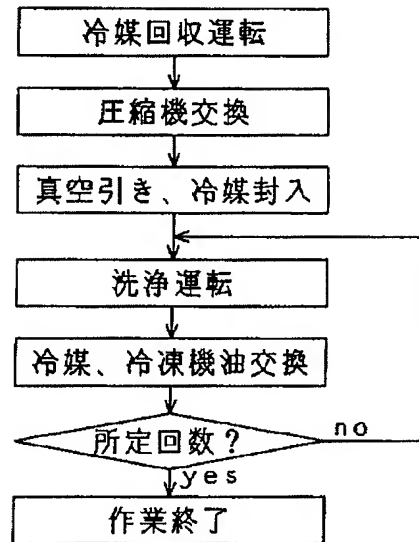 冷媒回収運転
圧縮機交換
真空引き、冷媒封入
洗浄運転
冷媒、冷凍機油交換
所定回数？
no
yes
作業終了